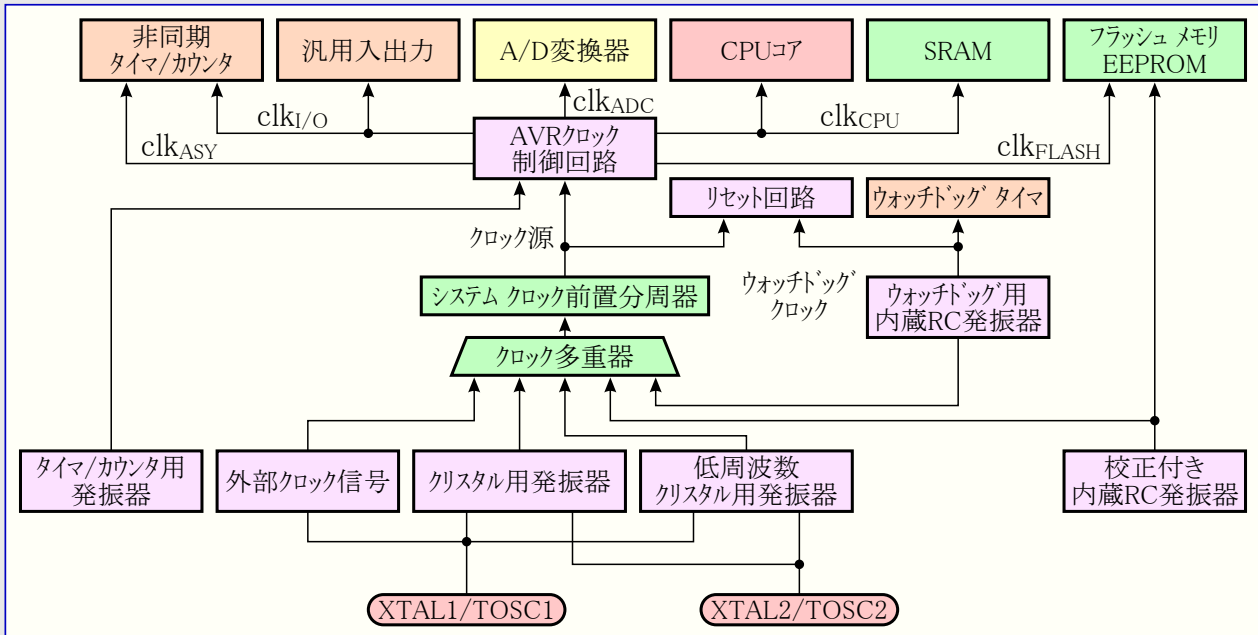 非同期
タイマ/カウンタ
汎用入出力
A/D変換器
CPUコア
SRAM
フラッシュ メモリ
EEPROM
clkI/O
clkADC
clkCPU
clkASY
AVRクロック
制御回路
clkFLASH
リセット回路
ウォッチドッグ タイマ
クロック源
システム クロック前置分周器
ウォッチドッグ
クロック
ウォッチドッグ用
内蔵RC発振器
クロック多重器
タイマ/カウンタ用
発振器
外部クロック信号
クリスタル用発振器
低周波数
クリスタル用発振器
校正付き
内蔵RC発振器
XTAL1/TOSC1
XTAL2/TOSC2